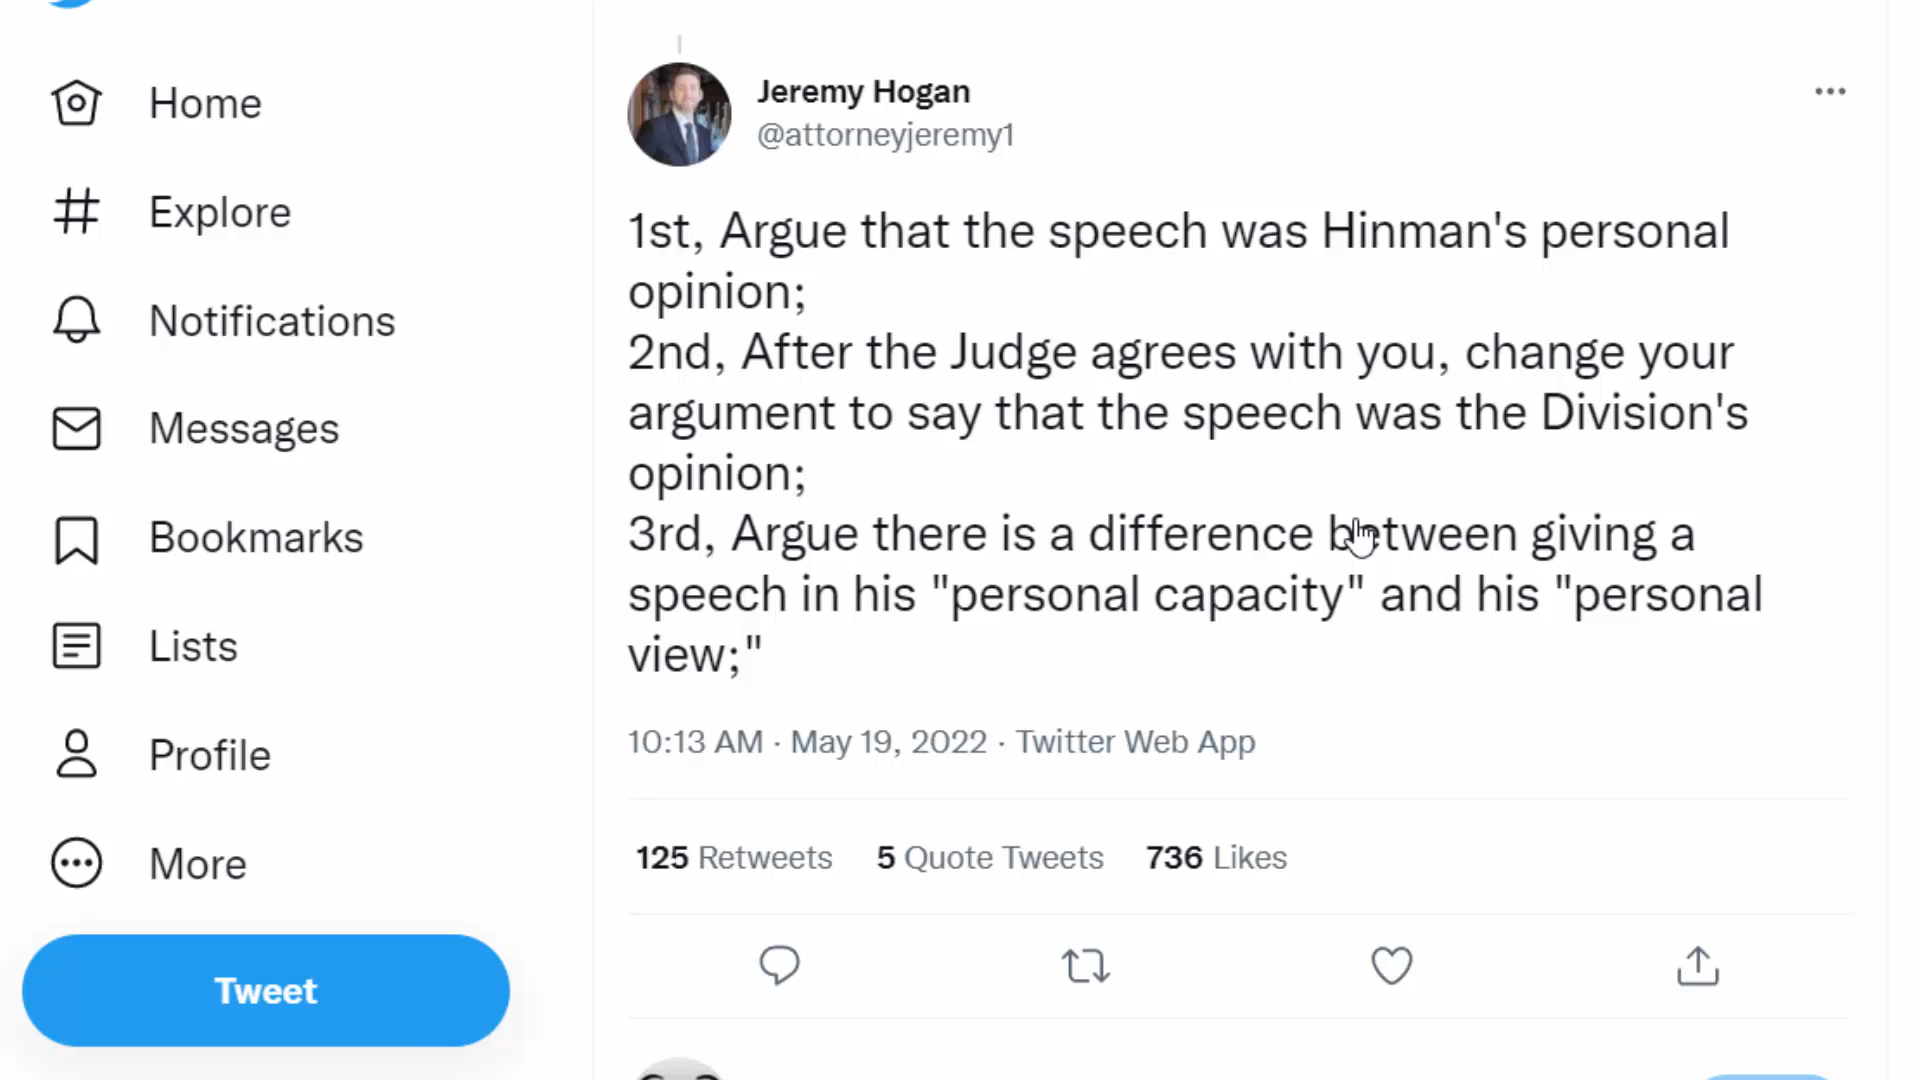 Home
Explore
Notifications
Messages
Bookmarks
Lists
Profile
More
Tweet
Jeremy Hogan
@attorneyjeremy1
1st, Argue that the speech was Hinman's personal
opinion;
2nd, After the Judge agrees with you, change your
argument to say that the speech was the Division's
opinion;
3rd, Argue there is a difference between giving a
speech in his "personal capacity" and his "personal
view;"
10:13 AM · May 19, 2022 · Twitter Web App
125 Retweets 5 Quote Tweets 736 Likes